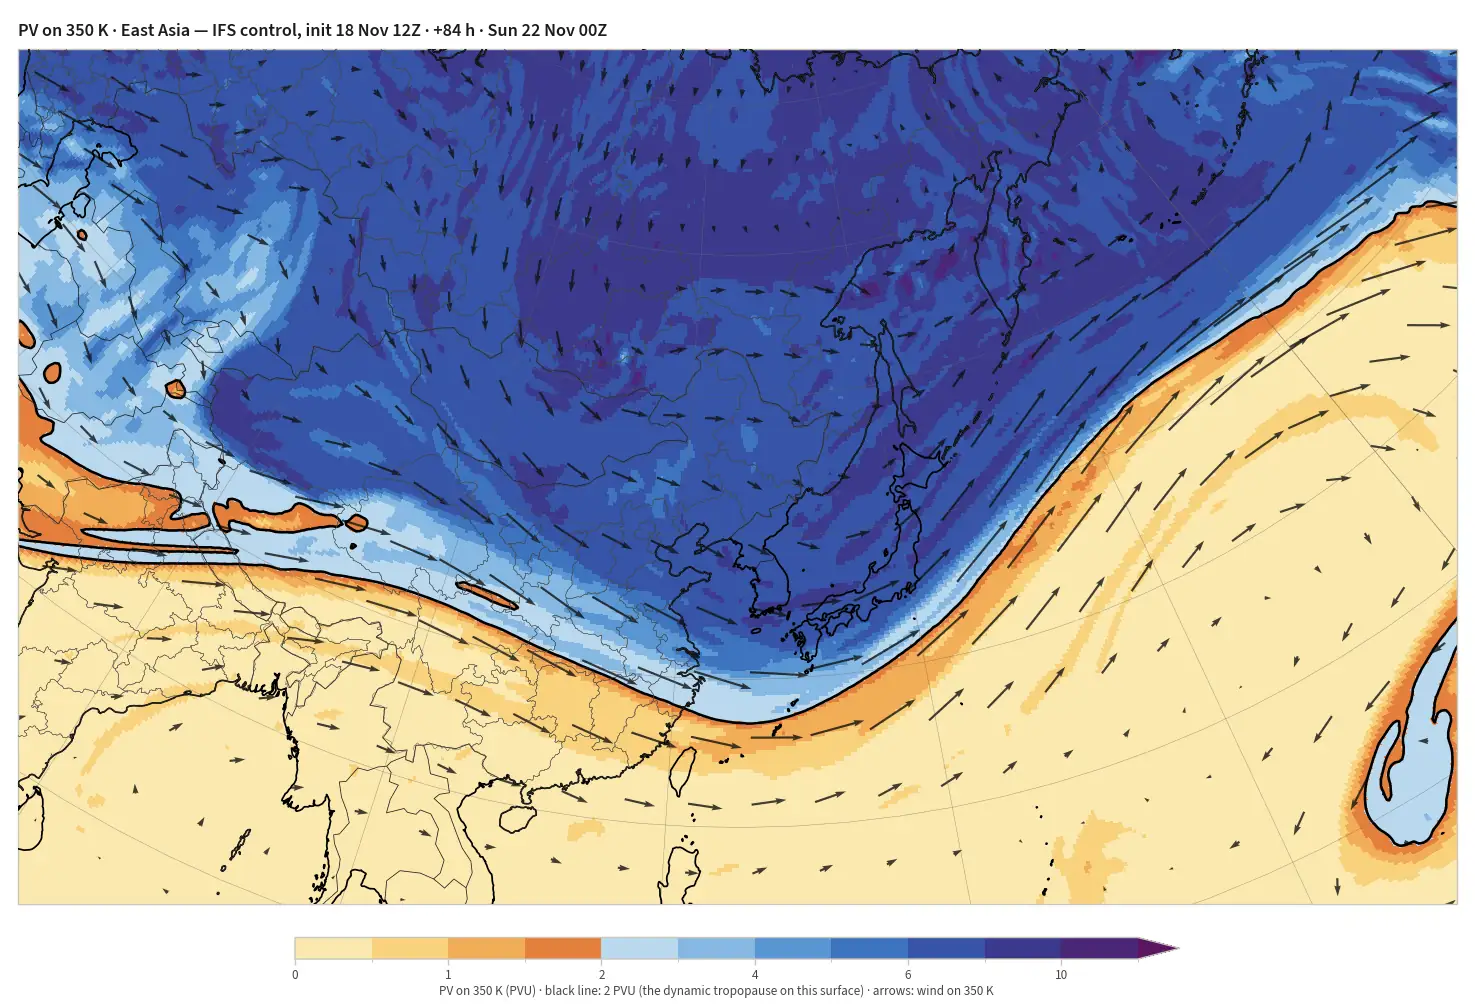 PV on 350 K · East Asia — IFS control, init 18 Nov 12Z · +84 h · Sun 22 Nov 00Z
0 1 2 4 6 10
PV on 350 K (PVU) · black line: 2 PVU (the dynamic tropopause on this surface) · arrows: wind on 350 K